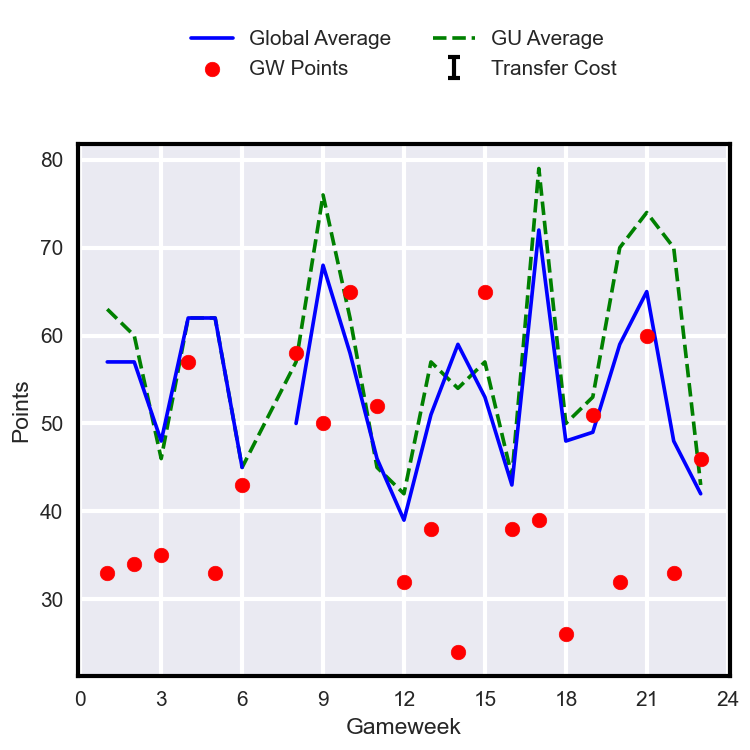 Global Average
GU Average
GW Points
Transfer Cost
80
70
60
50
40
30
Points
0 3 6 9 12 15 18 21 24
Gameweek